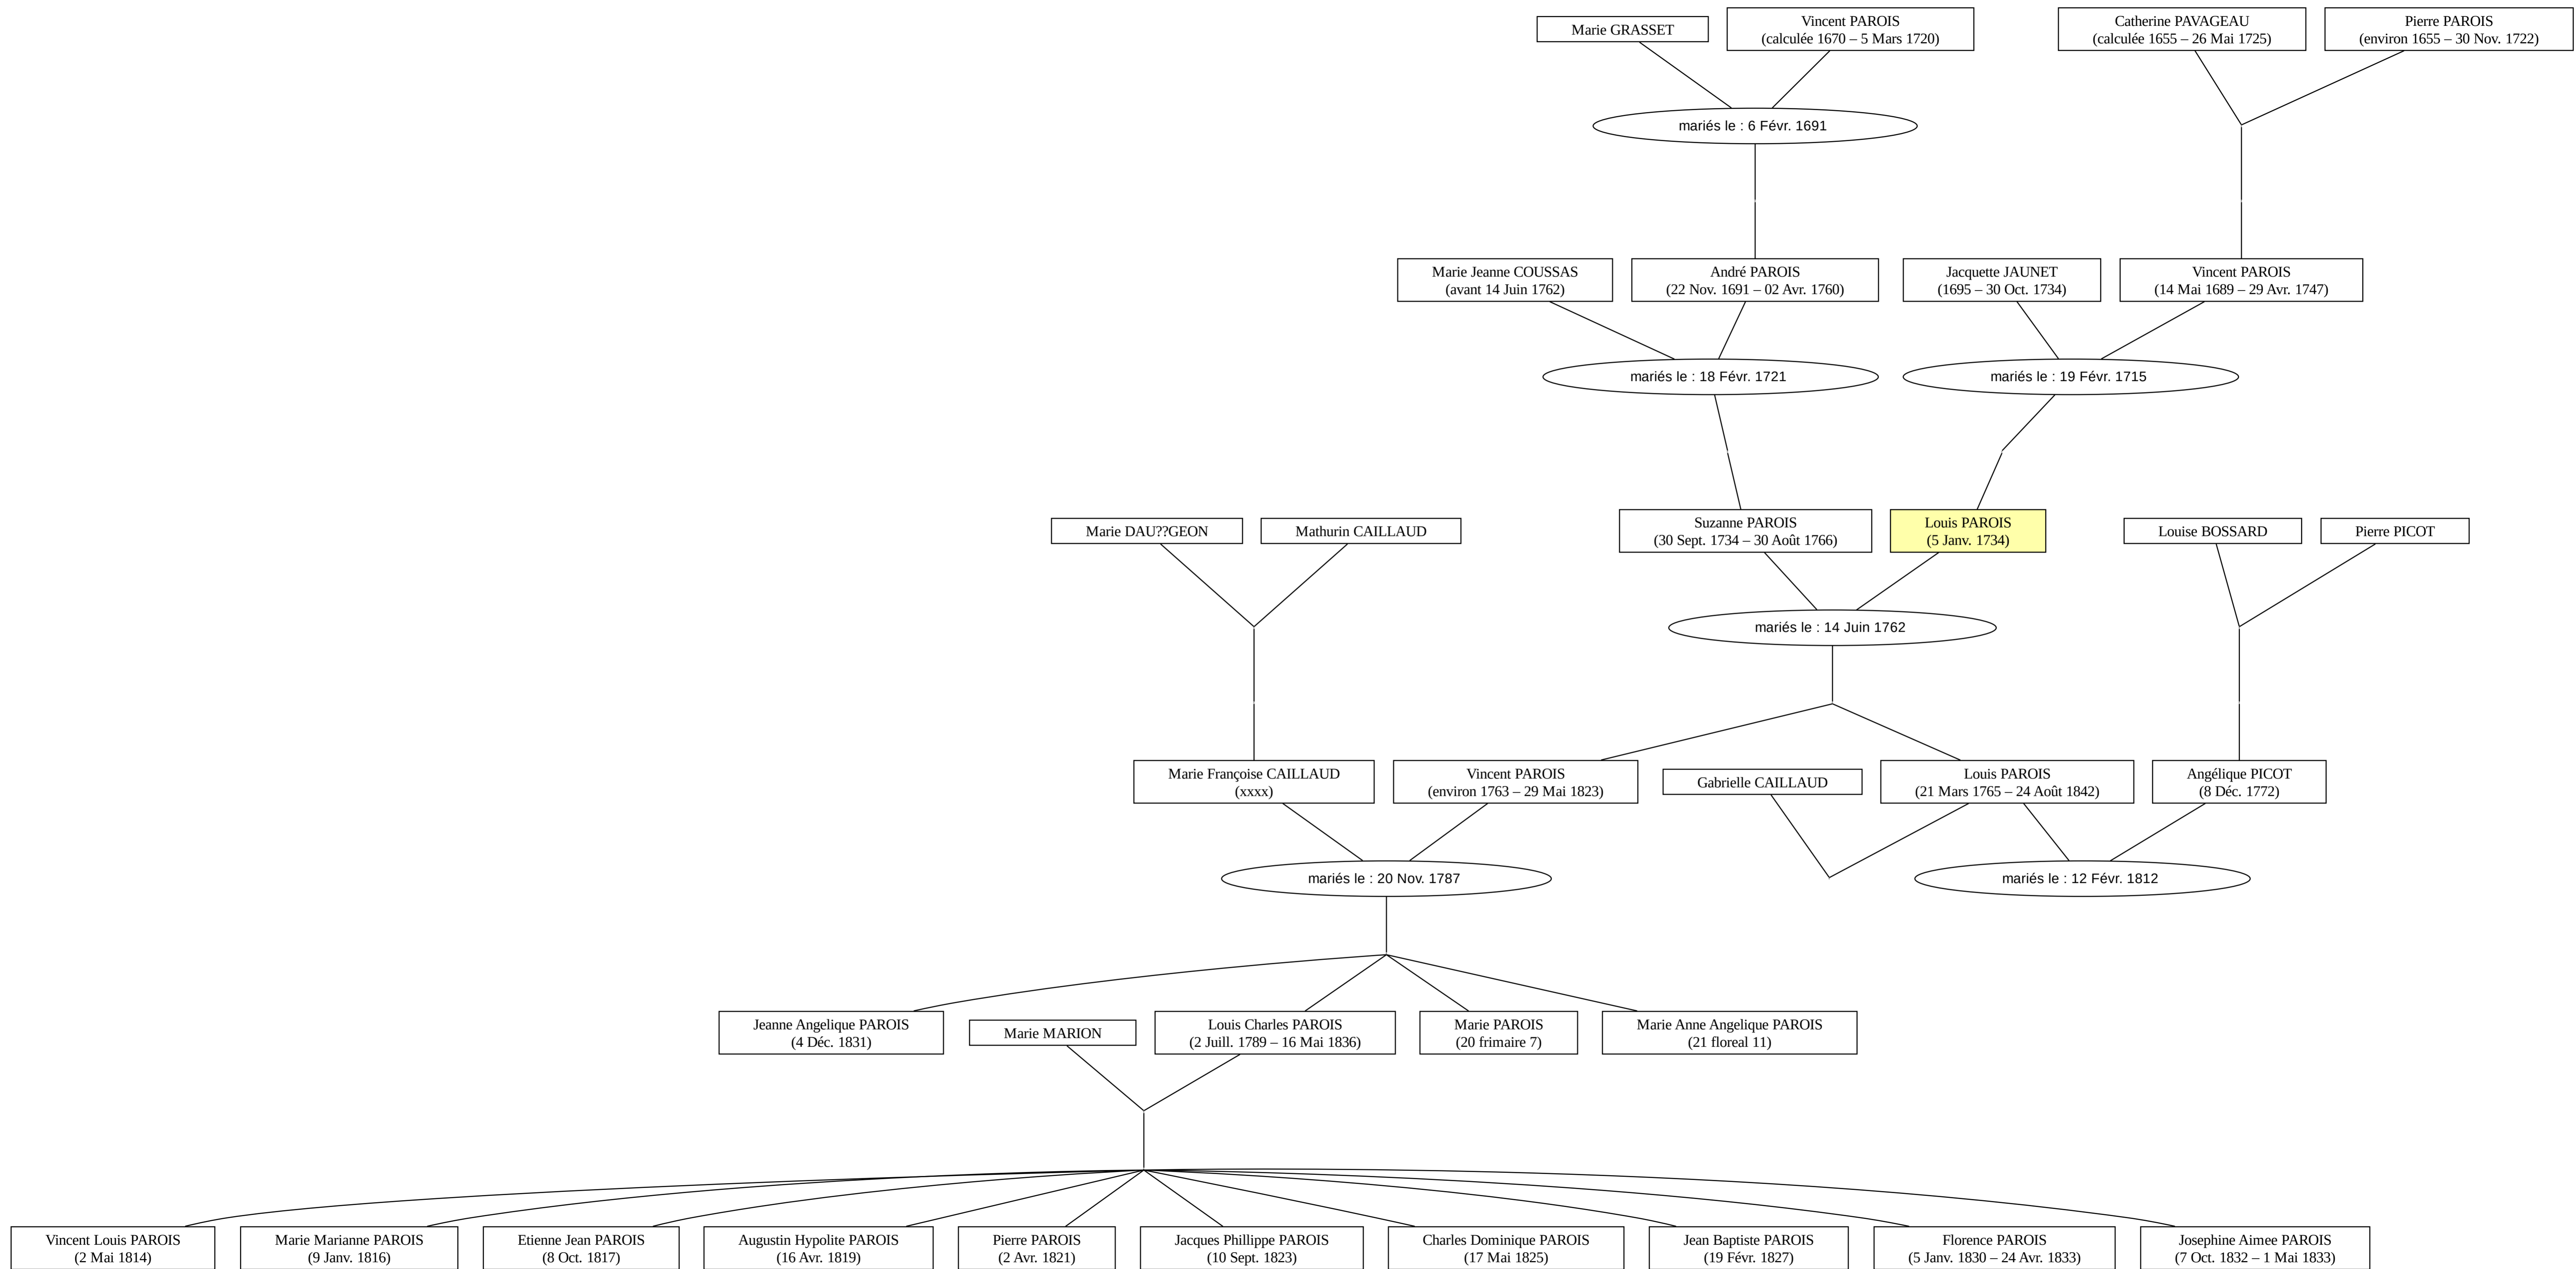 Marie GRASSET
Vincent PAROIS
(calculée 1670 – 5 Mars 1720)
Catherine PAVAGEAU
(calculée 1655 – 26 Mai 1725)
Pierre PAROIS
(environ 1655 – 30 Nov. 1722)
mariés le : 6 Févr. 1691
Marie Jeanne COUSSAS
(avant 14 Juin 1762)
André PAROIS
(22 Nov. 1691 – 02 Avr. 1760)
Jacquette JAUNET
(1695 – 30 Oct. 1734)
Vincent PAROIS
(14 Mai 1689 – 29 Avr. 1747)
mariés le : 18 Févr. 1721
mariés le : 19 Févr. 1715
Marie DAU??GEON
Mathurin CAILLAUD
Suzanne PAROIS
(30 Sept. 1734 – 30 Août 1766)
Louis PAROIS
(5 Janv. 1734)
Louise BOSSARD
Pierre PICOT
mariés le : 14 Juin 1762
Marie Françoise CAILLAUD
(xxxx)
Vincent PAROIS
(environ 1763 – 29 Mai 1823)
Gabrielle CAILLAUD
Louis PAROIS
(21 Mars 1765 – 24 Août 1842)
Angélique PICOT
(8 Déc. 1772)
mariés le : 20 Nov. 1787
mariés le : 12 Févr. 1812
Jeanne Angelique PAROIS
(4 Déc. 1831)
Marie MARION
Louis Charles PAROIS
(2 Juill. 1789 – 16 Mai 1836)
Marie PAROIS
(20 frimaire 7)
Marie Anne Angelique PAROIS
(21 floreal 11)
Vincent Louis PAROIS
(2 Mai 1814)
Marie Marianne PAROIS
(9 Janv. 1816)
Etienne Jean PAROIS
(8 Oct. 1817)
Augustin Hypolite PAROIS
(16 Avr. 1819)
Pierre PAROIS
(2 Avr. 1821)
Jacques Phillippe PAROIS
(10 Sept. 1823)
Charles Dominique PAROIS
(17 Mai 1825)
Jean Baptiste PAROIS
(19 Févr. 1827)
Florence PAROIS
(5 Janv. 1830 – 24 Avr. 1833)
Josephine Aimee PAROIS
(7 Oct. 1832 – 1 Mai 1833)